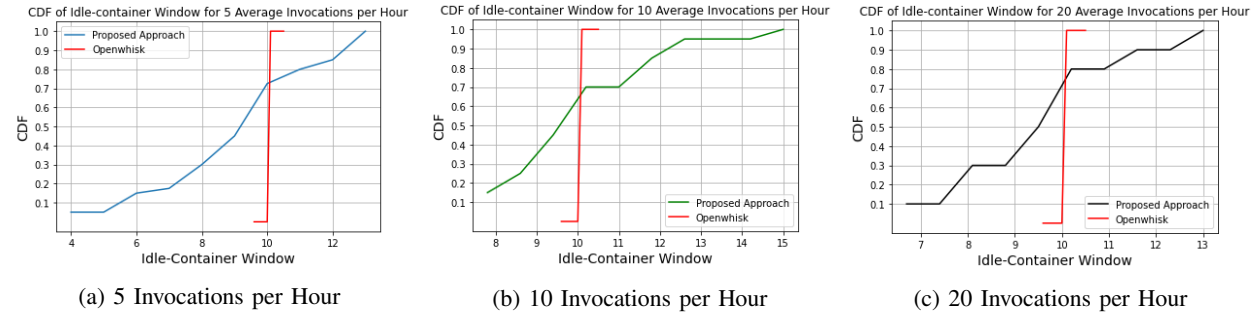 CDF of Idle-container Window for 5 Average Invocations per Hour
1.0
0.9
0.8
0.7
0.5
0.4
0.3
0.2
0.1
CDF
Proposed Approach
Openwhisk
4
6
8
10
12
Idle-Container Window
(a) 5 Invocations per Hour
CDF of Idle-container Window for 10 Average Invocations per Hour
1.0
0.9
0.8
0.7
0.5
0.4
0.3
0.2
0.1
CDF
Proposed Approach
Openwhisk
8
9
10
11
12
13
14
15
Idle-Container Window
(b) 10 Invocations per Hour
CDF of Idle-container Window for 20 Average Invocations per Hour
1.0
0.9
0.8
0.7
0.5
0.4
0.3
0.2
0.1
CDF
Proposed Approach
Openwhisk
7
8
9
10
11
12
13
Idle-Container Window
(c) 20 Invocations per Hour